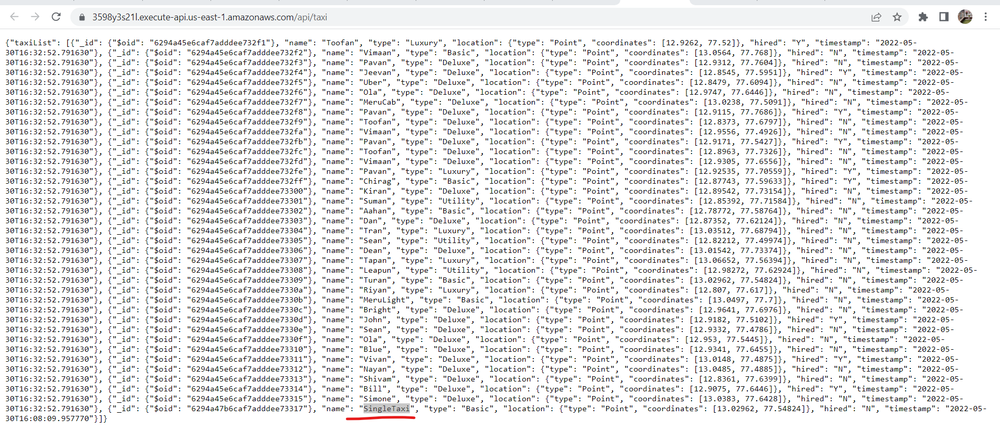 3598y3s21l.execute-api.us-east-1.amazonaws.com/api/taxi
{"taxiList": [{"_id": {"$oid": "6294a45e6caf7adddee732f1"}, "name": "Toofan", "type": "Luxury", "location": {"type": "Point", "coordinates": [12.9262, 77.52]}, "hired": "Y", "timestamp": "2022-05-
30T16:32:52.791630"}, {"_id": {"$oid": "6294a45e6caf7adddee732f2"}, "name": "Vimaan", "type": "Basic", "location": {"type": "Point", "coordinates": [13.0564, 77.768]}, "hired": "N", "timestamp": "2022-05-
30T16:32:52.791630"}, {"_id": {"$oid": "6294a45e6caf7adddee732f3"}, "name": "Pavan", "type": "Deluxe", "location": {"type": "Point", "coordinates": [12.9312, 77.7604]}, "hired": "N", "timestamp": "2022-05-
30T16:32:52.791630"}, {"_id": {"$oid": "6294a45e6caf7adddee732f4"}, "name": "Jeevan", "type": "Deluxe", "location": {"type": "Point", "coordinates": [12.8545, 77.5951]}, "hired": "Y", "timestamp": "2022-05-
30T16:32:52.791630"}, {"_id": {"$oid": "6294a45e6caf7adddee732f5"}, "name": "Uber", "type": "Deluxe", "location": {"type": "Point", "coordinates": [12.8479, 77.6094]}, "hired": "N", "timestamp": "2022-05-
30T16:32:52.791630"}, {"_id": {"$oid": "6294a45e6caf7adddee732f6"}, "name": "Ola", "type": "Deluxe", "location": {"type": "Point", "coordinates": [12.9747, 77.6446]}, "hired": "N", "timestamp": "2022-05-
30T16:32:52.791630"}, {"_id": {"$oid": "6294a45e6caf7adddee732f7"}, "name": "MeruCab", "type": "Deluxe", "location": {"type": "Point", "coordinates": [13.0238, 77.5091]}, "hired": "N", "timestamp": "2022-05-
30T16:32:52.791630"}, {"_id": {"$oid": "6294a45e6caf7adddee732f8"}, "name": "Pavan", "type": "Deluxe", "location": {"type": "Point", "coordinates": [12.9115, 77.7686]}, "hired": "Y", "timestamp": "2022-05-
30T16:32:52.791630"}, {"_id": {"$oid": "6294a45e6caf7adddee732f9"}, "name": "Toofan", "type": "Deluxe", "location": {"type": "Point", "coordinates": [12.8373, 77.6797]}, "hired": "N", "timestamp": "2022-05-
30T16:32:52.791630"}, {"_id": {"$oid": "6294a45e6caf7adddee732fa"}, "name": "Vimaan", "type": "Deluxe", "location": {"type": "Point", "coordinates": [12.9556, 77.4926]}, "hired": "N", "timestamp": "2022-05-
30T16:32:52.791630"}, {"_id": {"$oid": "6294a45e6caf7adddee732fb"}, "name": "Pavan", "type": "Deluxe", "location": {"type": "Point", "coordinates": [12.9171, 77.5427]}, "hired": "Y", "timestamp": "2022-05-
30T16:32:52.791630"}, {"_id": {"$oid": "6294a45e6caf7adddee732fc"}, "name": "Toofan", "type": "Deluxe", "location": {"type": "Point", "coordinates": [12.8963, 77.7326]}, "hired": "N", "timestamp": "2022-05-
30T16:32:52.791630"}, {"_id": {"$oid": "6294a45e6caf7adddee732fd"}, "name": "Vimaan", "type": "Deluxe", "location": {"type": "Point", "coordinates": [12.9305, 77.6556]}, "hired": "N", "timestamp": "2022-05-
30T16:32:52.791630"}, {"_id": {"$oid": "6294a45e6caf7adddee732fe"}, "name": "Pavan", "type": "Luxury", "location": {"type": "Point", "coordinates": [12.92535, 77.70559]}, "hired": "Y", "timestamp": "2022-05-
30T16:32:52.791630"}, {"_id": {"$oid": "6294a45e6caf7adddee732ff"}, "name": "Chirag", "type": "Basic", "location": {"type": "Point", "coordinates": [12.87743, 77.59633]}, "hired": "Y", "timestamp": "2022-05-
30T16:32:52.791630"}, {"_id": {"$oid": "6294a45e6caf7adddee73300"}, "name": "Kiran", "type": "Deluxe", "location": {"type": "Point", "coordinates": [12.89542, 77.73154]}, "hired": "N", "timestamp": "2022-05-
30T16:32:52.791630"}, {"_id": {"$oid": "6294a45e6caf7adddee73301"}, "name": "Suman", "type": "Utility", "location": {"type": "Point", "coordinates": [12.85392, 77.71584]}, "hired": "N", "timestamp": "2022-05-
30T16:32:52.791630"}, {"_id": {"$oid": "6294a45e6caf7adddee73302"}, "name": "Aahan", "type": "Basic", "location": {"type": "Point", "coordinates": [12.78772, 77.58764]}, "hired": "N", "timestamp": "2022-05-
30T16:32:52.791630"}, {"_id": {"$oid": "6294a45e6caf7adddee73303"}, "name": "Dan", "type": "Deluxe", "location": {"type": "Point", "coordinates": [12.87352, 77.62124]}, "hired": "N", "timestamp": "2022-05-
30T16:32:52.791630"}, {"_id": {"$oid": "6294a45e6caf7adddee73304"}, "name": "Tran", "type": "Luxury", "location": {"type": "Point", "coordinates": [13.03512, 77.68794]}, "hired": "N", "timestamp": "2022-05-
30T16:32:52.791630"}, {"_id": {"$oid": "6294a45e6caf7adddee73305"}, "name": "Sean", "type": "Utility", "location": {"type": "Point", "coordinates": [12.82212, 77.49974]}, "hired": "N", "timestamp": "2022-05-
30T16:32:52.791630"}, {"_id": {"$oid": "6294a45e6caf7adddee73306"}, "name": "Dean", "type": "Deluxe", "location": {"type": "Point", "coordinates": [13.01542, 77.73374]}, "hired": "N", "timestamp": "2022-05-
30T16:32:52.791630"}, {"_id": {"$oid": "6294a45e6caf7adddee73307"}, "name": "Tapan", "type": "Luxury", "location": {"type": "Point", "coordinates": [13.06652, 77.56394]}, "hired": "N", "timestamp": "2022-05-
30T16:32:52.791630"}, {"_id": {"$oid": "6294a45e6caf7adddee73308"}, "name": "Leapun", "type": "Utility", "location": {"type": "Point", "coordinates": [12.98272, 77.62924]}, "hired": "N", "timestamp": "2022-05-
30T16:32:52.791630"}, {"_id": {"$oid": "6294a45e6caf7adddee73309"}, "name": "Turan", "type": "Basic", "location": {"type": "Point", "coordinates": [13.02962, 77.54824]}, "hired": "N", "timestamp": "2022-05-
30T16:32:52.791630"}, {"_id": {"$oid": "6294a45e6caf7adddee7330a"}, "name": "Riyan", "type": "Luxury", "location": {"type": "Point", "coordinates": [12.807, 77.617]}, "hired": "N", "timestamp": "2022-05-
30T16:32:52.791630"}, {"_id": {"$oid": "6294a45e6caf7adddee7330b"}, "name": "MeruLight", "type": "Basic", "location": {"type": "Point", "coordinates": [13.0497, 77.7]}, "hired": "N", "timestamp": "2022-05-
30T16:32:52.791630"}, {"_id": {"$oid": "6294a45e6caf7adddee7330c"}, "name": "Bright", "type": "Deluxe", "location": {"type": "Point", "coordinates": [12.9641, 77.6976]}, "hired": "N", "timestamp": "2022-05-
30T16:32:52.791630"}, {"_id": {"$oid": "6294a45e6caf7adddee7330d"}, "name": "John", "type": "Deluxe", "location": {"type": "Point", "coordinates": [12.9182, 77.5102]}, "hired": "Y", "timestamp": "2022-05-
30T16:32:52.791630"}, {"_id": {"$oid": "6294a45e6caf7adddee7330e"}, "name": "Sean", "type": "Deluxe", "location": {"type": "Point", "coordinates": [12.9332, 77.4786]}, "hired": "N", "timestamp": "2022-05-
30T16:32:52.791630"}, {"_id": {"$oid": "6294a45e6caf7adddee7330f"}, "name": "Ola", "type": "Deluxe", "location": {"type": "Point", "coordinates": [12.953, 77.5445]}, "hired": "N", "timestamp": "2022-05-
30T16:32:52.791630"}, {"_id": {"$oid": "6294a45e6caf7adddee73310"}, "name": "Blue", "type": "Deluxe", "location": {"type": "Point", "coordinates": [12.9341, 77.6455]}, "hired": "N", "timestamp": "2022-05-
30T16:32:52.791630"}, {"_id": {"$oid": "6294a45e6caf7adddee73311"}, "name": "Vivan", "type": "Deluxe", "location": {"type": "Point", "coordinates": [13.0148, 77.4875]}, "hired": "Y", "timestamp": "2022-05-
30T16:32:52.791630"}, {"_id": {"$oid": "6294a45e6caf7adddee73312"}, "name": "Nayan", "type": "Deluxe", "location": {"type": "Point", "coordinates": [13.0485, 77.4885]}, "hired": "N", "timestamp": "2022-05-
30T16:32:52.791630"}, {"_id": {"$oid": "6294a45e6caf7adddee73313"}, "name": "Shivam", "type": "Deluxe", "location": {"type": "Point", "coordinates": [12.8361, 77.6399]}, "hired": "N", "timestamp": "2022-05-
30T16:32:52.791630"}, {"_id": {"$oid": "6294a45e6caf7adddee73314"}, "name": "Bill", "type": "Deluxe", "location": {"type": "Point", "coordinates": [12.9075, 77.6446]}, "hired": "Y", "timestamp": "2022-05-
30T16:32:52.791630"}, {"_id": {"$oid": "6294a45e6caf7adddee73315"}, "name": "Simone", "type": "Deluxe", "location": {"type": "Point", "coordinates": [13.0383, 77.6428]}, "hired": "N", "timestamp": "2022-05-
30T16:32:52.791630"}, {"_id": {"$oid": "6294a47b6caf7adddee73317"}, "name": "SingleTaxi", "type": "Basic", "location": {"type": "Point", "coordinates": [13.02962, 77.54824]}, "hired": "N", "timestamp": "2022-05-
30T16:08:09.957770"}]}